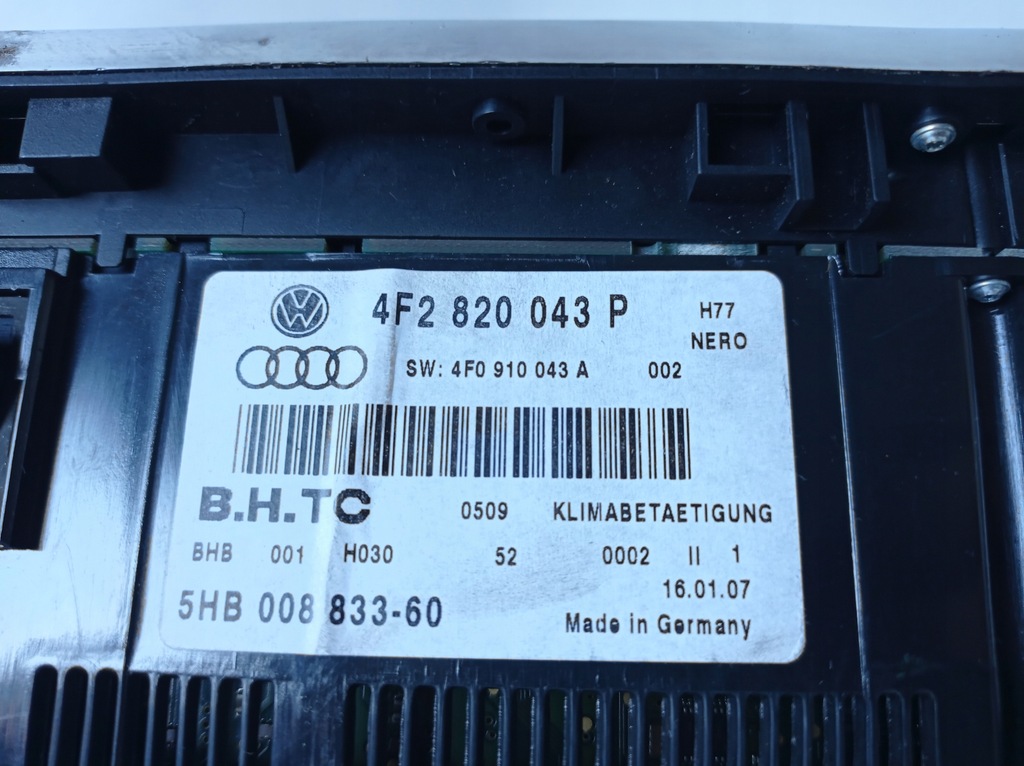 4F2 820 043 P H77
NERO
SW: 4F0 910 043 A 002
B.H.TC 0509 KLIMABETAETIGUNG
BHB 001 H030 52 0002 II 1
16.01.07
5HB 008 833-60
Made in Germany